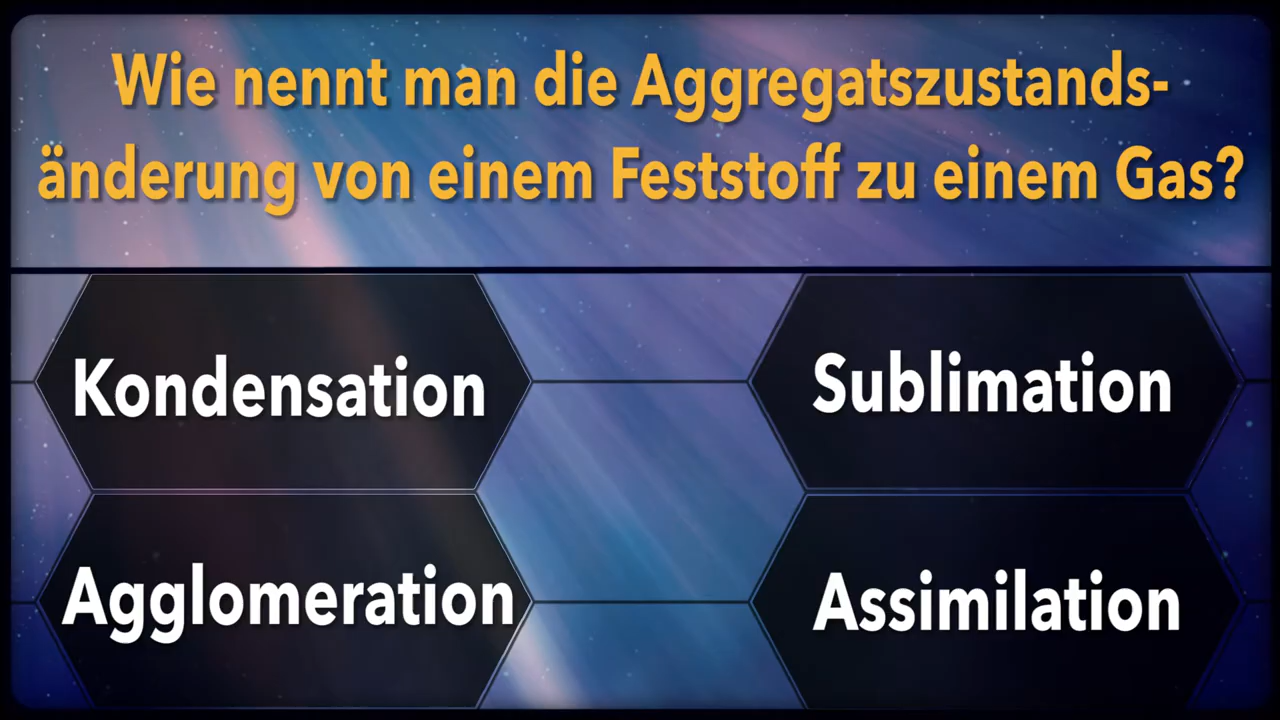 Wie nennt man die Aggregatszustands-
änderung von einem Feststoff zu einem Gas?
Kondensation
Sublimation
Agglomeration
Assimilation